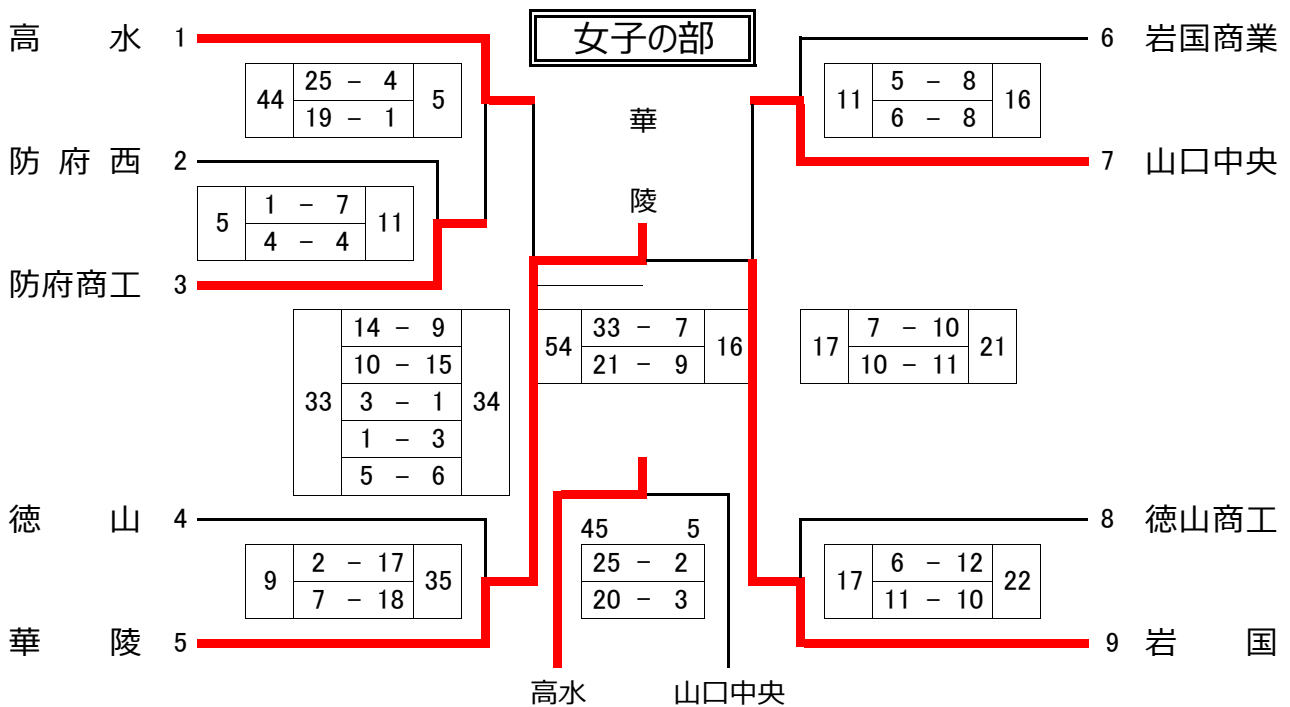 女子の部
高 水 1
44 25 - 4 5
19 - 1
防府西 2
5 1 - 7 11
4 - 4
防府商工 3
徳 山 4
9 2 - 17 35
7 - 18
華 陵 5
33 14 - 9 34
10 - 15
3 - 1
1 - 3
5 - 6
華
陵
54 33 - 7 16
21 - 9
45 5
25 - 2
20 - 3
高水 山口中央
6 岩国商業
11 5 - 8 16
6 - 8
7 山口中央
17 7 - 10 21
10 - 11
8 徳山商工
17 6 - 12 22
11 - 10
9 岩 国